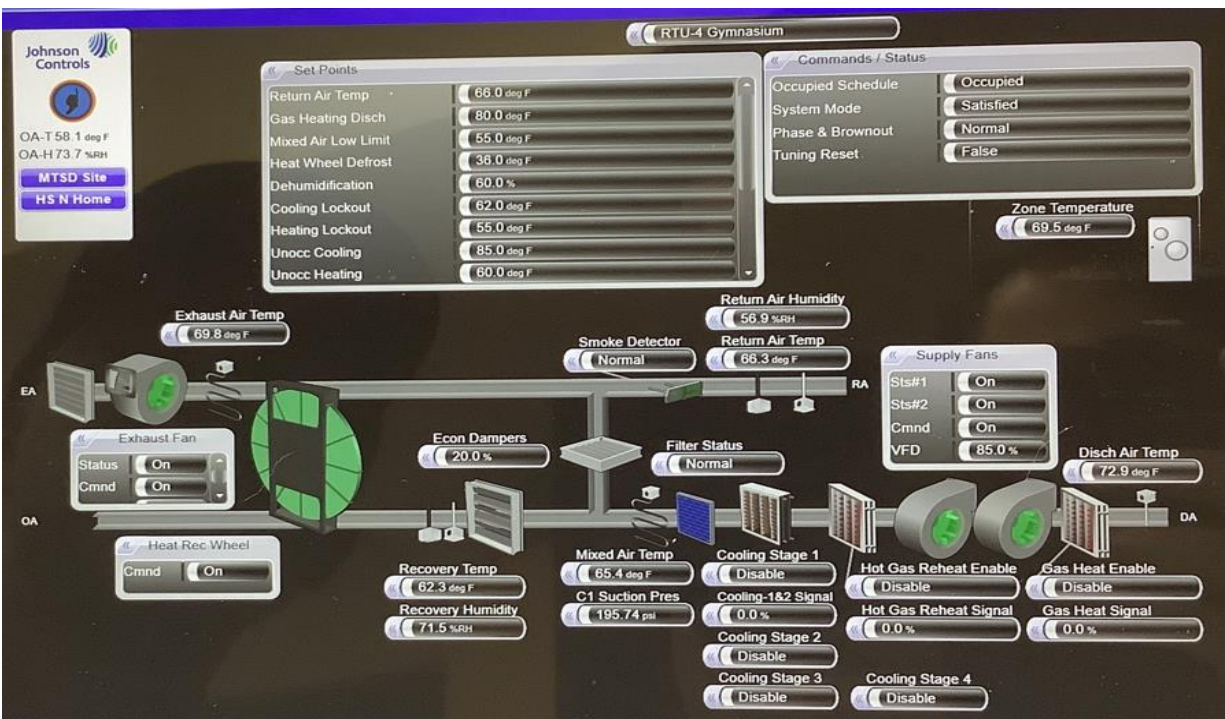 RTU-4 Gymnasium
Johnson
Controls
OA-T 58.1 deg F
OA-H 73.7 %RH
MTSD Site
HS N Home
Set Points
Return Air Temp 66.0 deg F
Gas Heating Disch 80.0 deg F
Mixed Air Low Limit 55.0 deg F
Heat Wheel Defrost 36.0 deg F
Dehumidification 60.0 %
Cooling Lockout 62.0 deg F
Heating Lockout 55.0 deg F
Unocc Cooling 85.0 deg F
Unocc Heating 60.0 deg F
Commands / Status
Occupied Schedule Occupied
System Mode Satisfied
Phase & Brownout Normal
Tuning Reset False
Zone Temperature
69.5 deg F
Exhaust Air Temp
69.8 deg F
Return Air Humidity
56.9 %RH
Smoke Detector
Normal
Return Air Temp
66.3 deg F
EA
RA
Supply Fans
Sts#1 On
Sts#2 On
Cmnd On
VFD 85.0 %
Exhaust Fan
Status On
Cmnd On
Econ Dampers
20.0 %
Filter Status
Normal
Disch Air Temp
72.9 deg F
OA
DA
Heat Rec Wheel
Cmnd On
Recovery Temp
62.3 deg F
Recovery Humidity
71.5 %RH
Mixed Air Temp
65.4 deg F
C1 Suction Pres
195.74 psi
Cooling Stage 1
Disable
Cooling-1&2 Signal
0.0 %
Cooling Stage 2
Disable
Cooling Stage 3
Disable
Cooling Stage 4
Disable
Hot Gas Reheat Enable
Disable
Hot Gas Reheat Signal
0.0 %
Gas Heat Enable
Disable
Gas Heat Signal
0.0 %